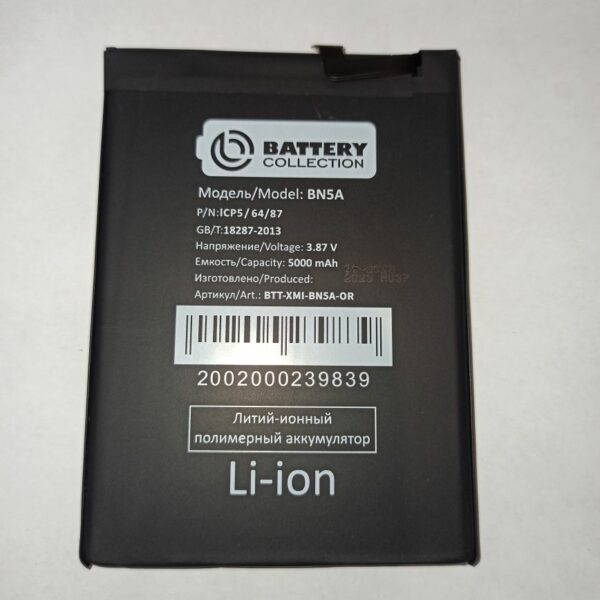 BATTERY
COLLECTION
Модель/Model: BN5A
P/N:ICP5/64/87
GB/T:18287-2013
Напряжение/Voltage: 3.87 V
Емкость/Capacity: 5000 mAh
Изготовлено/Produced:
Артикул/Art.: BTT-XMI-BN5A-OR
2002000239839
Литий-ионный
полимерный аккумулятор
Li-ion